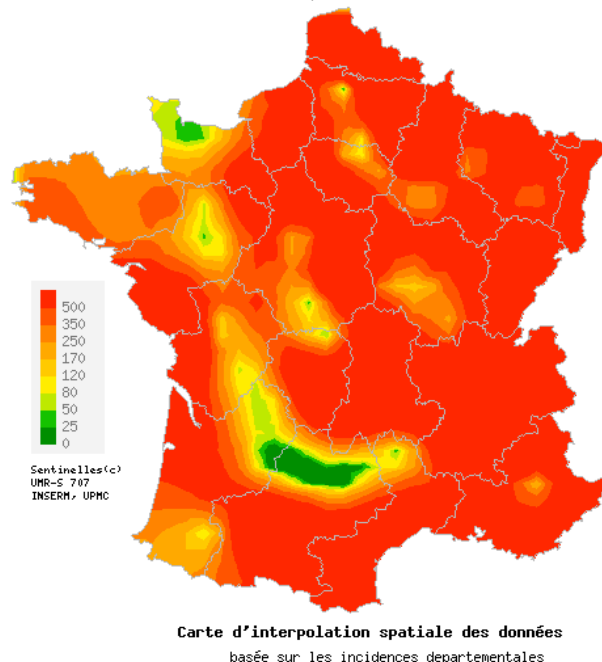 500
350
250
170
120
80
50
25
0
Sentinelles(c)
UMR-S 707
INSERM, UPMC
Carte d'interpolation spatiale des données
basée sur les incidences departementales